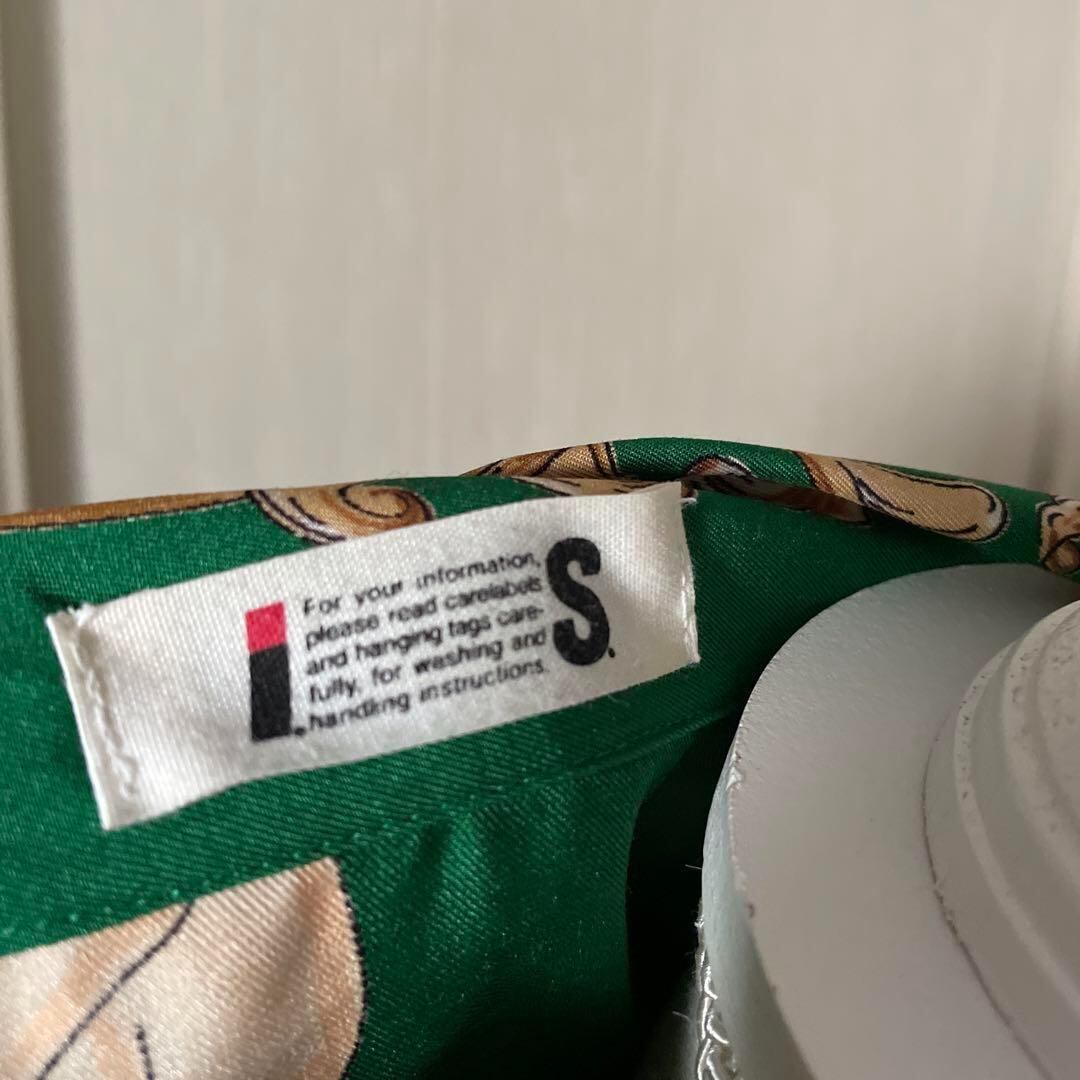 I.S.
For your information,
please read carelabels
and hanging tags care-
fully, for washing and
handling instructions.